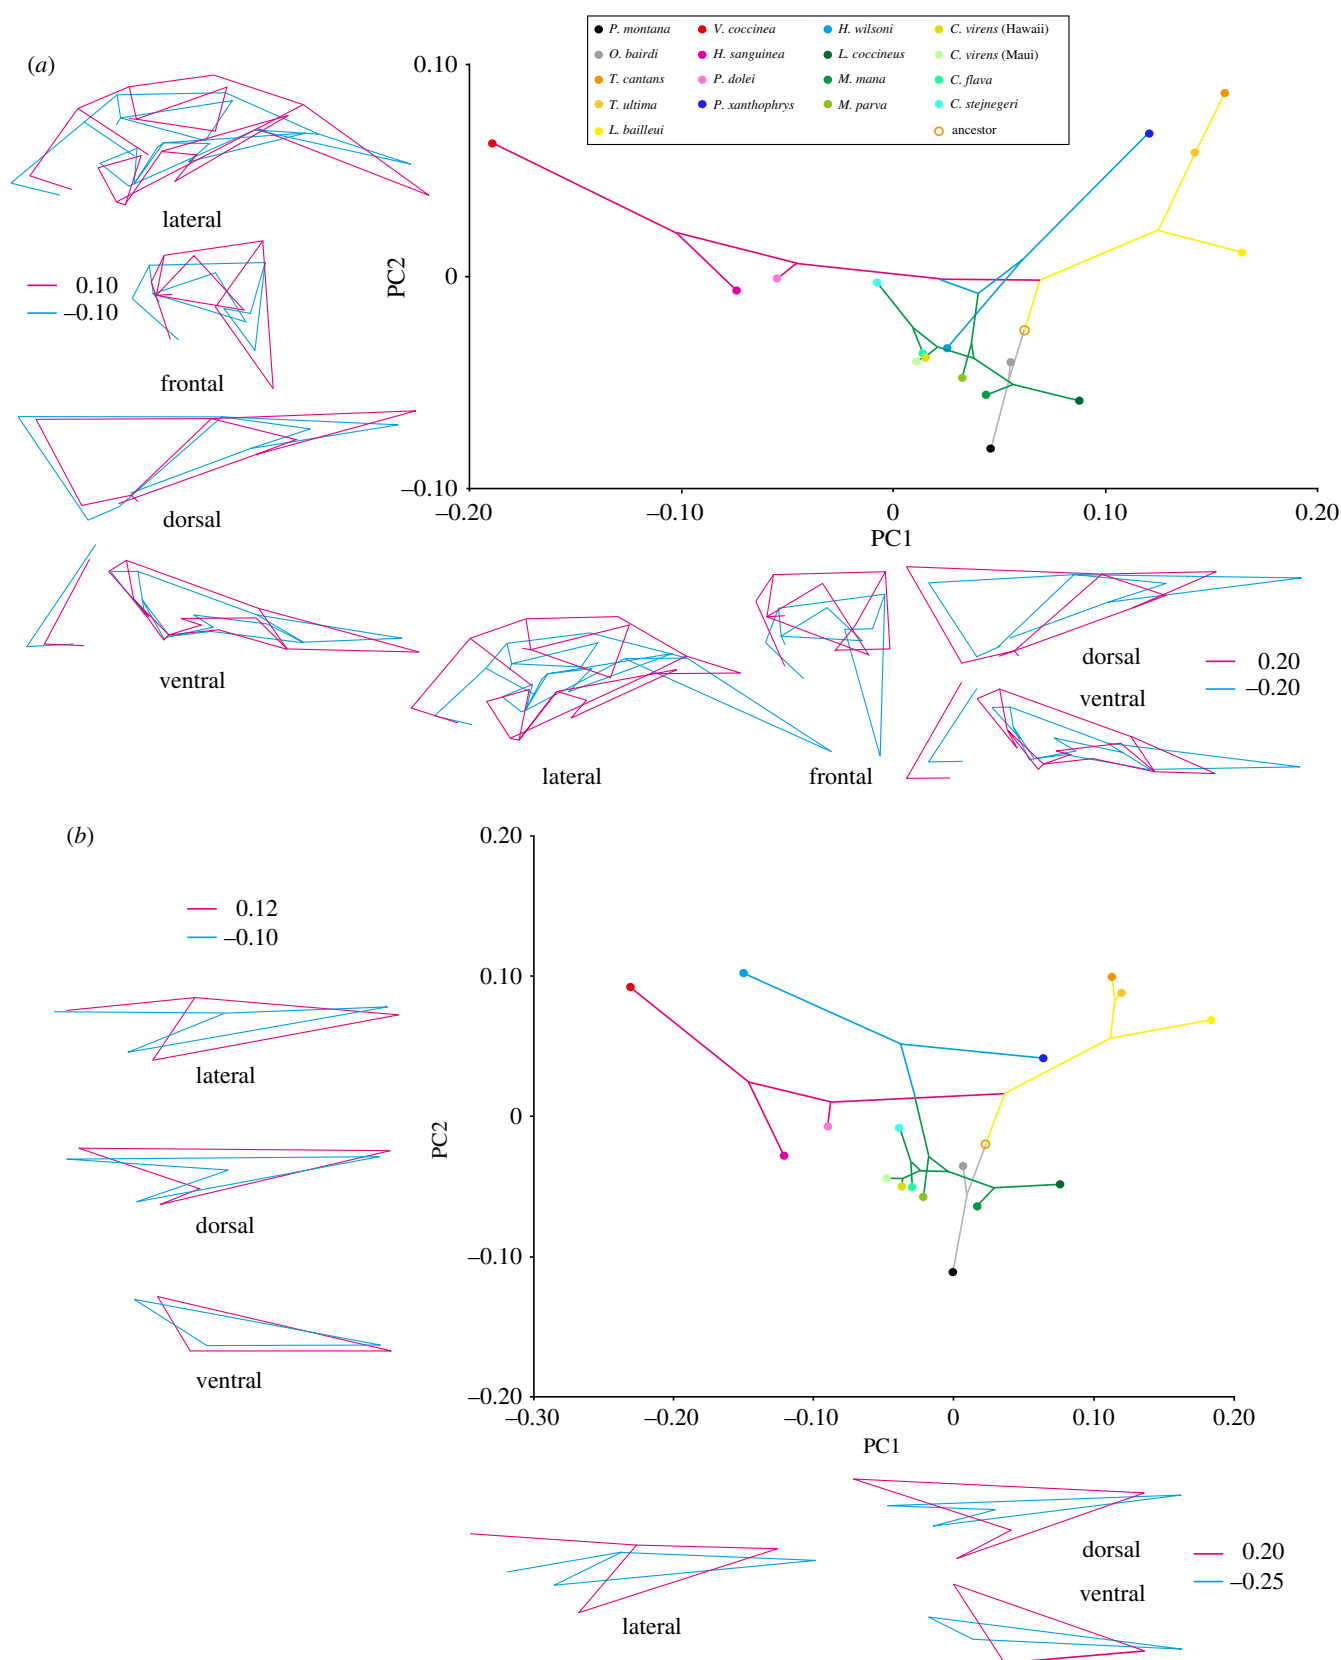 (a)
P. montana
V. coccinea
H. wilsoni
C. virens (Hawaii)
O. bairdi
H. sanguinea
L. coccineus
C. virens (Maui)
T. cantans
P. dolei
M. mana
C. flava
T. ultima
P. xanthophrys
M. parva
C. stejnegeri
L. bailleui
ancestor
0.10
0
–0.10
PC2
–0.20
–0.10
0
0.10
0.20
PC1
lateral
0.10
–0.10
frontal
dorsal
ventral
lateral
frontal
dorsal
ventral
0.20
–0.20
(b)
0.12
–0.10
lateral
dorsal
ventral
0.20
0.10
0
–0.10
–0.20
PC2
–0.30
–0.20
–0.10
0
0.10
0.20
PC1
lateral
dorsal
ventral
0.20
–0.25